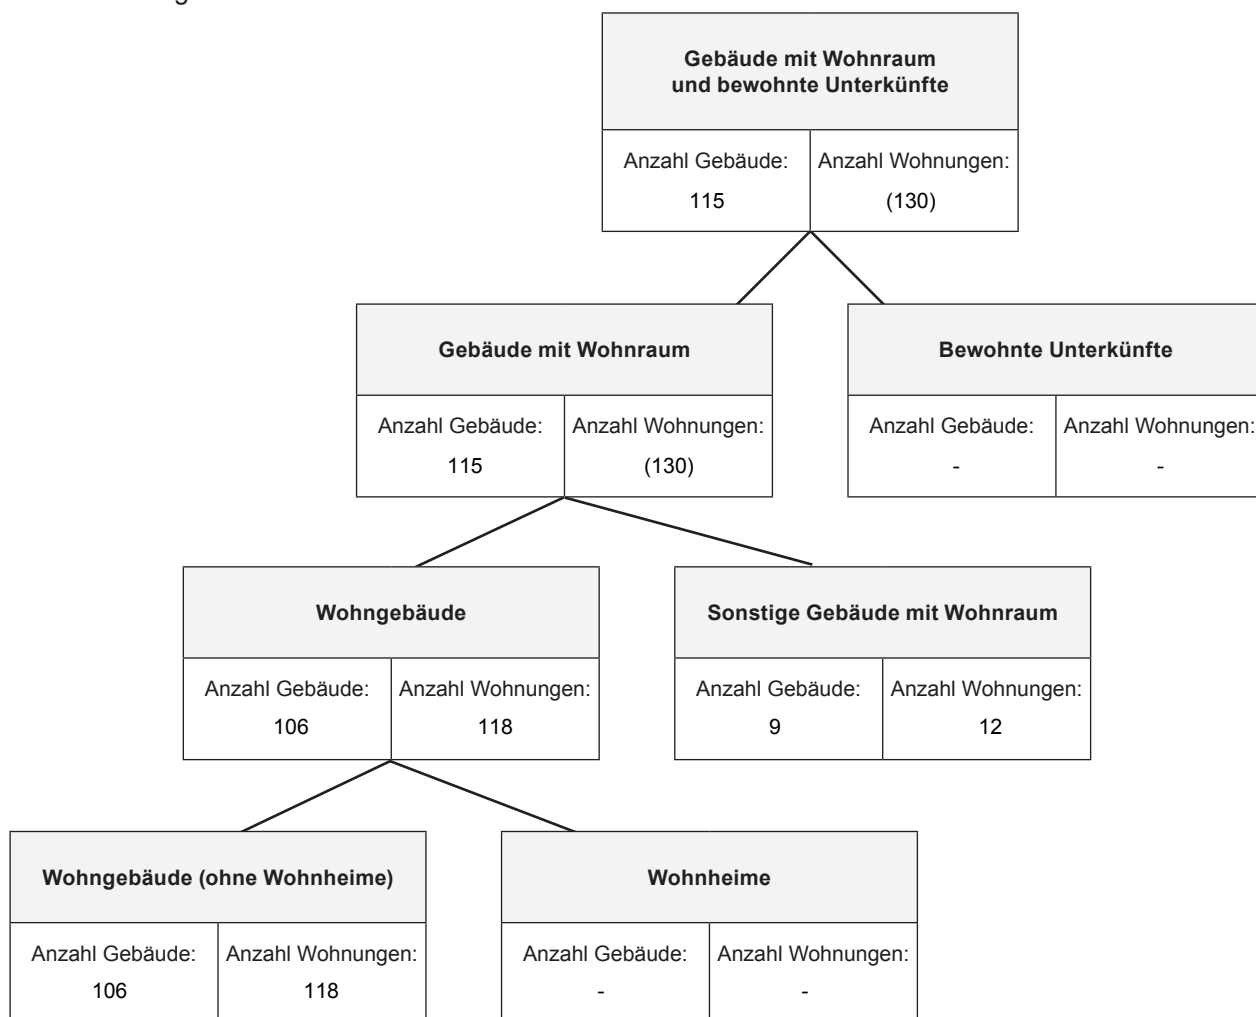 Gebäude mit Wohnraum
und bewohnte Unterkünfte
Anzahl Gebäude: Anzahl Wohnungen:
115 (130)
Gebäude mit Wohnraum
Bewohnte Unterkünfte
Anzahl Gebäude: Anzahl Wohnungen:
115 (130)
Anzahl Gebäude: Anzahl Wohnungen:
- -
Wohngebäude
Sonstige Gebäude mit Wohnraum
Anzahl Gebäude: Anzahl Wohnungen:
106 118
Anzahl Gebäude: Anzahl Wohnungen:
9 12
Wohngebäude (ohne Wohnheime)
Wohnheime
Anzahl Gebäude: Anzahl Wohnungen:
106 118
Anzahl Gebäude: Anzahl Wohnungen:
- -